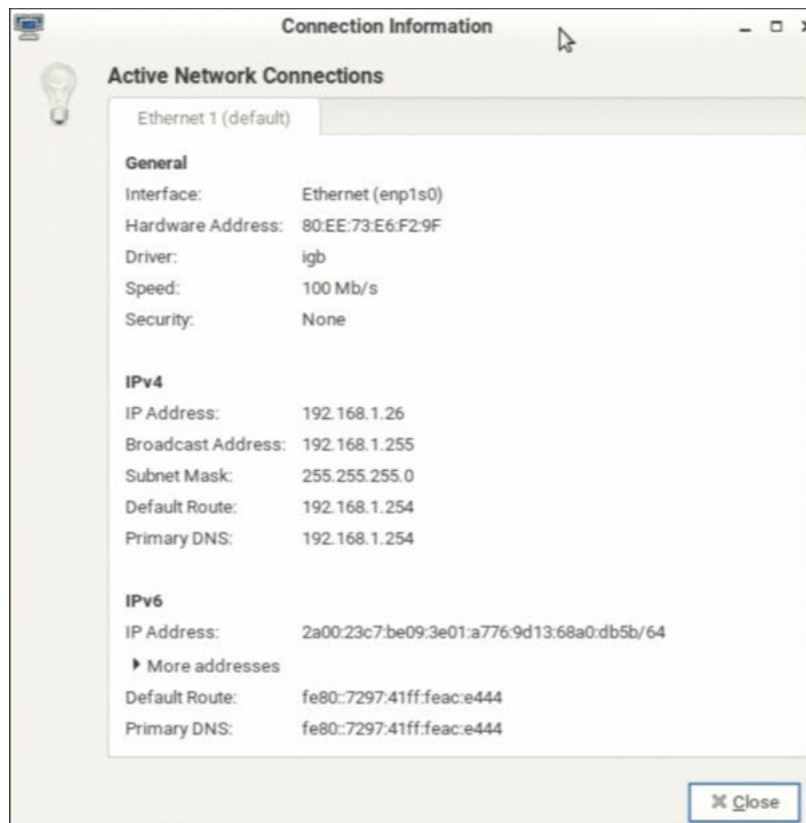 Connection Information
Active Network Connections
Ethernet 1 (default)
General
Interface: Ethernet (enp1s0)
Hardware Address: 80:EE:73:E6:F2:9F
Driver: igb
Speed: 100 Mb/s
Security: None
IPv4
IP Address: 192.168.1.26
Broadcast Address: 192.168.1.255
Subnet Mask: 255.255.255.0
Default Route: 192.168.1.254
Primary DNS: 192.168.1.254
IPv6
IP Address: 2a00:23c7:be09:3e01:a776:9d13:68a0:db5b/64
More addresses
Default Route: fe80::7297:41ff:feac:e444
Primary DNS: fe80::7297:41ff:feac:e444
Close